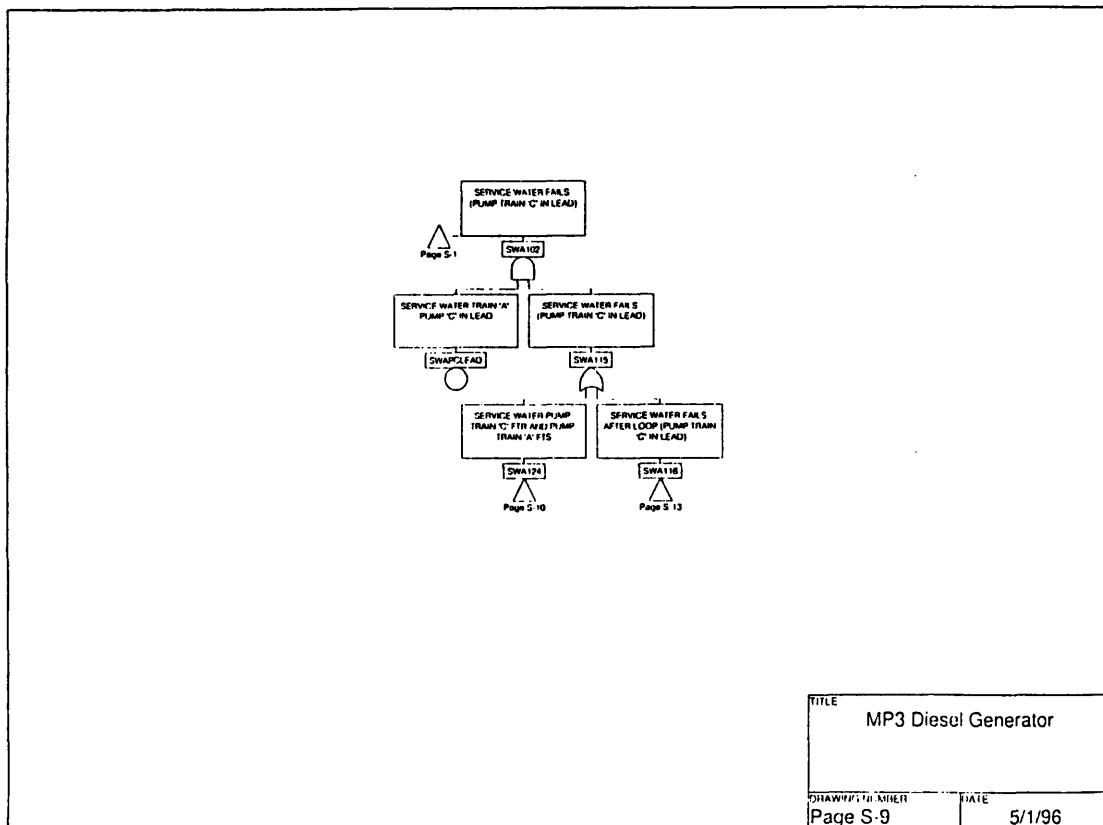 SERVICE WATER FAILS
(PUMP TRAIN 'C' IN LEAD)
Page S-1
SWA102
SERVICE WATER TRAIN 'A'
PUMP 'C' IN LEAD
SERVICE WATER FAILS
(PUMP TRAIN 'C' IN LEAD)
SWAPCLEAD
SWA115
SERVICE WATER PUMP
TRAIN 'C' FTR AND PUMP
TRAIN 'A' FTS
SERVICE WATER FAILS
AFTER LOOP (PUMP TRAIN
'C' IN LEAD)
SWA124
SWA116
Page S-10
Page S-13
TITLE
MP3 Diesel Generator
DRAWING NUMBER
DATE
Page S-9
5/1/96